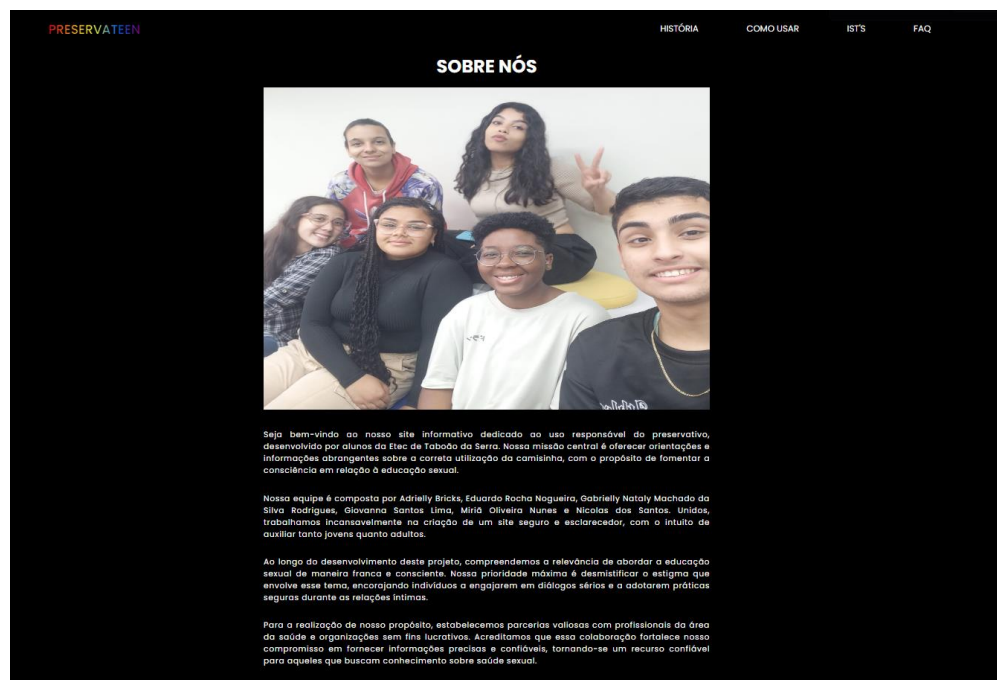 PRESERVATEEN
HISTÓRIA COMO USAR IST'S FAQ
SOBRE NÓS
Seja bem-vindo ao nosso site informativo dedicado ao uso responsável do preservativo,
desenvolvido por alunos da Etec de Taboão da Serra. Nossa missão central é oferecer orientações e
informações abrangentes sobre a correta utilização da camisinha, com o propósito de fomentar a
consciência em relação à educação sexual.
Nossa equipe é composta por Adrielly Bricks, Eduardo Rocha Nogueira, Gabrielly Nataly Machado da
Silva Rodrigues, Giovanna Santos Lima, Miriã Oliveira Nunes e Nicolas dos Santos. Unidos,
trabalhamos incansavelmente na criação de um site seguro e esclarecedor, com o intuito de
auxiliar tanto jovens quanto adultos.
Ao longo do desenvolvimento deste projeto, compreendemos a relevância de abordar a educação
sexual de maneira franca e consciente. Nossa prioridade máxima é desmistificar o estigma que
envolve esse tema, encorajando indivíduos a engajarem em diálogos sérios e a adotarem práticas
seguras durante as relações íntimas.
Para a realização de nosso propósito, estabelecemos parcerias valiosas com profissionais da área
da saúde e organizações sem fins lucrativos. Acreditamos que essa colaboração fortalece nosso
compromisso em fornecer informações precisas e confiáveis, tornando-se um recurso confiável
para aqueles que buscam conhecimento sobre saúde sexual.